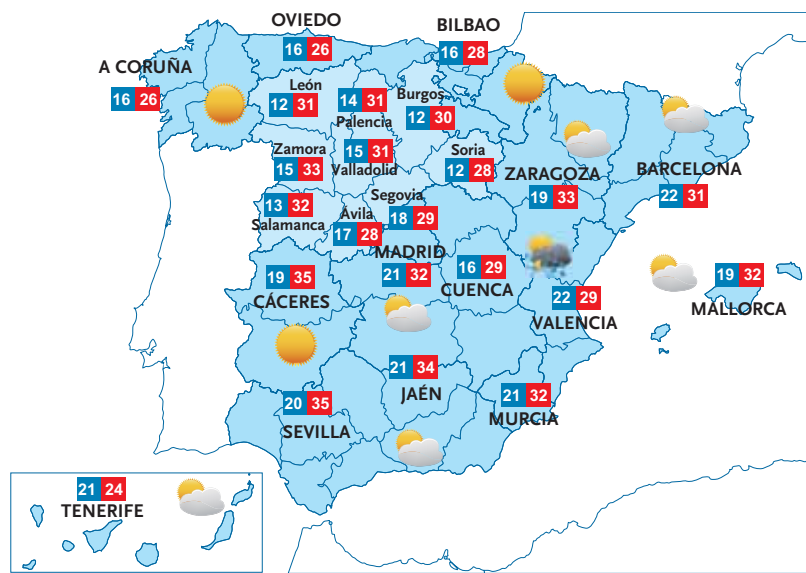 OVIEDO
16 26
BILBAO
16 28
A CORUÑA
16 26
León
12 31
14 31
Palencia
Burgos
12 30
Zamora
15 33
15 31
Valladolid
Soria
12 28
ZARAGOZA
19 33
BARCELONA
22 31
13 32
Salamanca
Ávila
17 28
Segovia
18 29
MADRID
21 32
16 29
CUENCA
19 35
CÁCERES
22 29
VALENCIA
19 32
MALLORCA
21 34
JAÉN
20 35
SEVILLA
21 32
MURCIA
21 24
TENERIFE